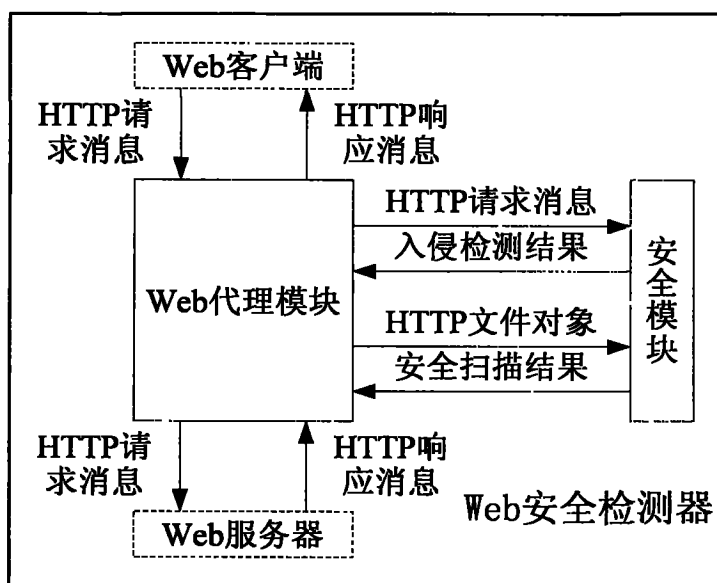 Web客户端
HTTP请
求消息
HTTP响
应消息
HTTP请求消息
入侵检测结果
Web代理模块
HTTP文件对象
安全扫描结果
安全模块
HTTP请
求消息
HTTP响
应消息
Web服务器
Web安全检测器